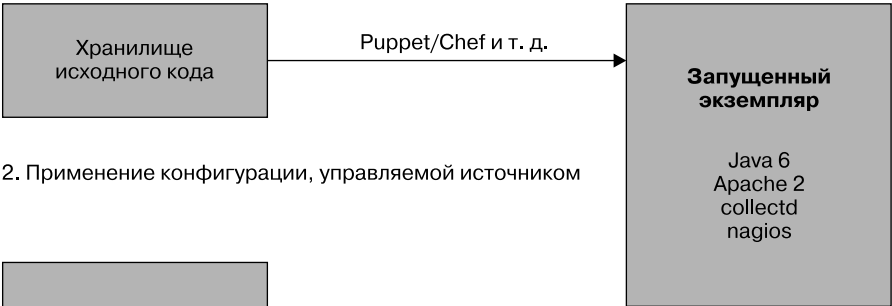 Хранилище
исходного кода
Puppet/Chef и т. д.
Запущенный
экземпляр
Java 6
Apache 2
collectd
nagios
2. Применение конфигурации, управляемой источником